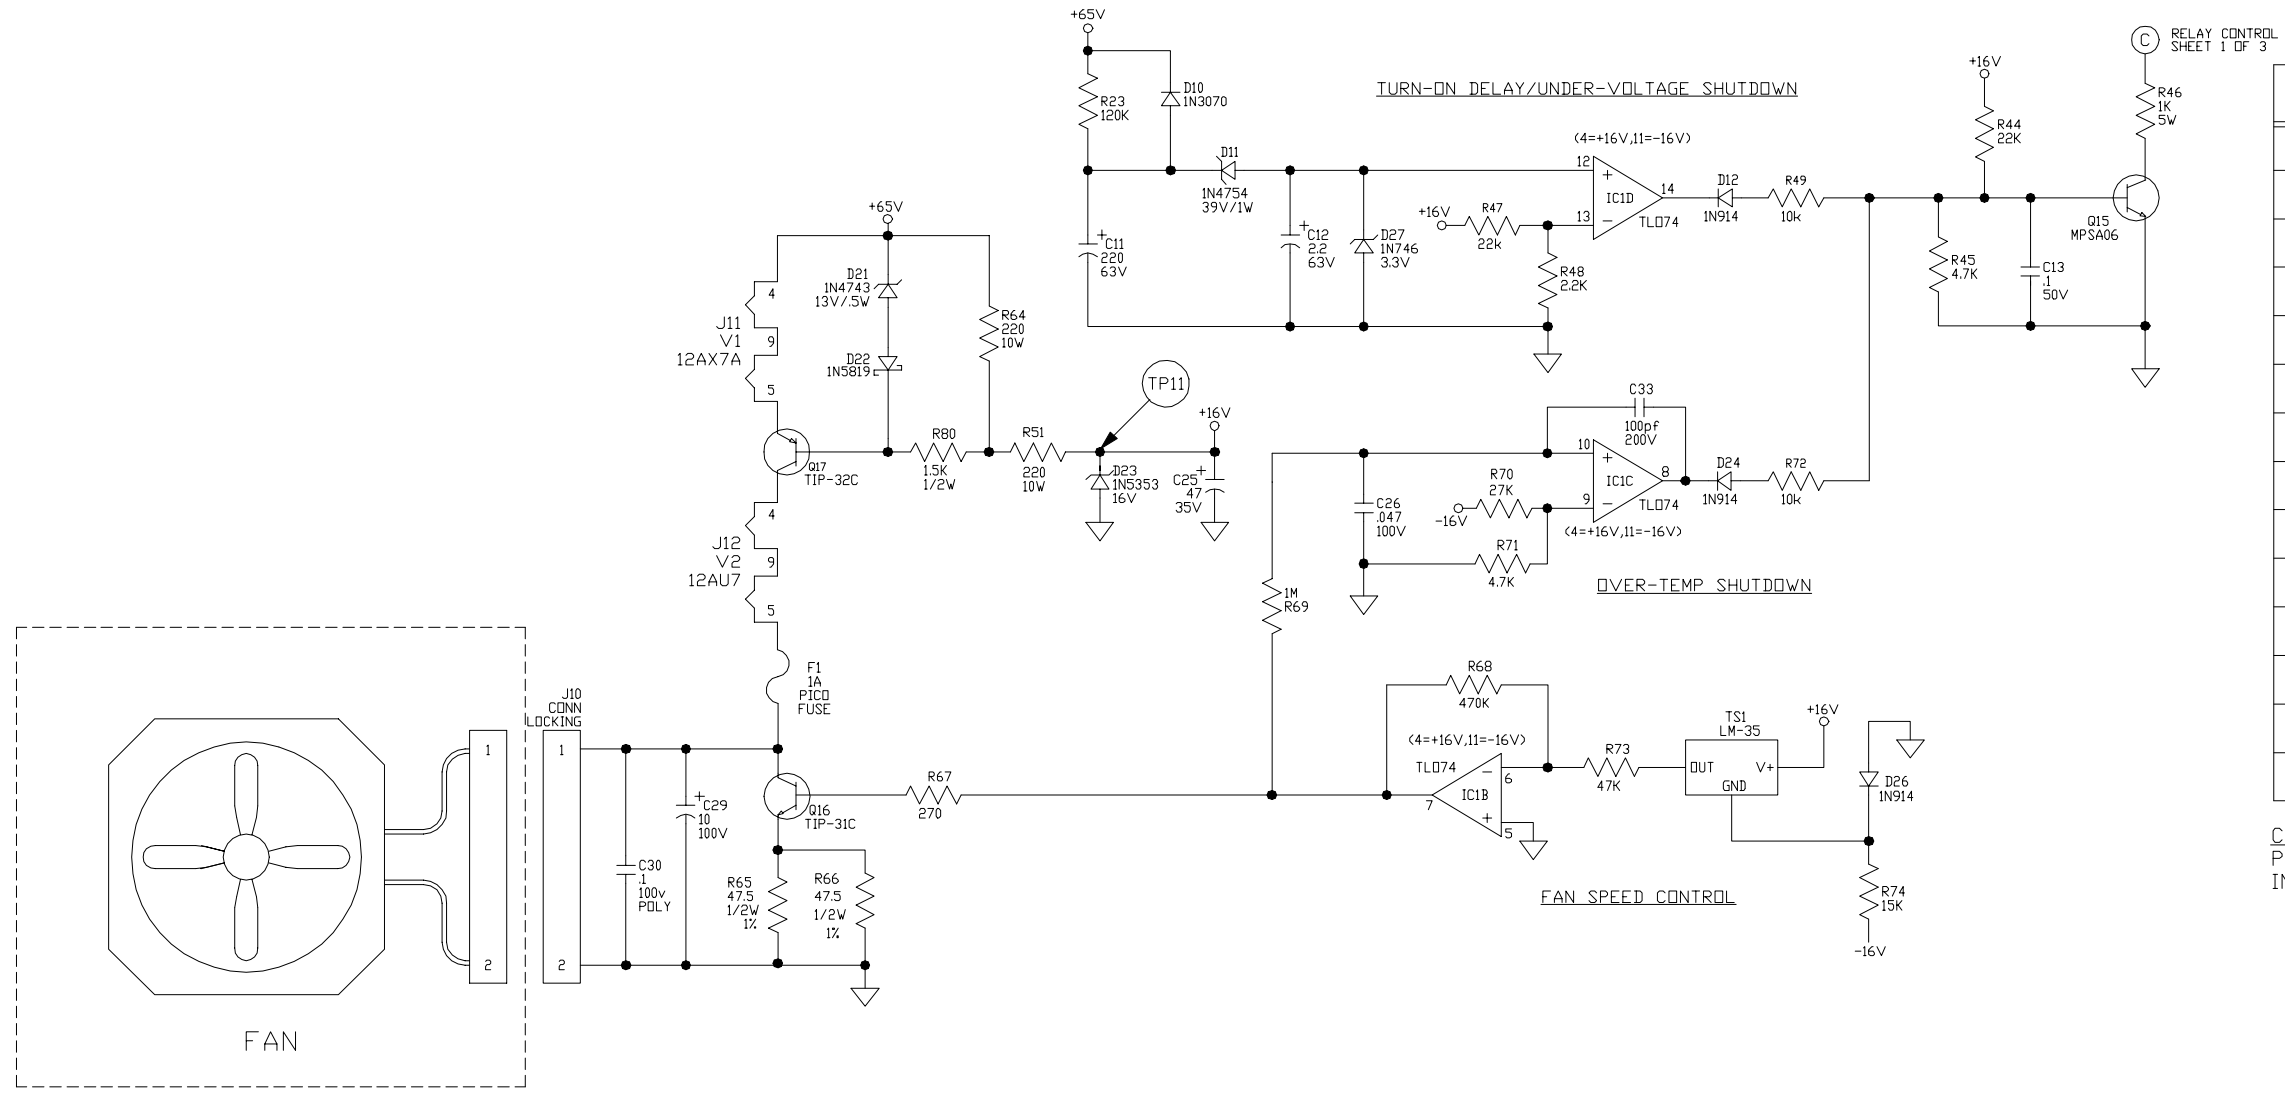 +65V
C
RELAY CONTROL
SHEET 1 OF 3
TURN-ON DELAY/UNDER-VOLTAGE SHUTDOWN
R23
120K
D10
1N3070
+16V
R44
22K
R46
1K
5W
D11
1N4754
39V/1W
(4=+16V,11=-16V)
12
+
IC1D
14
13
-
TL074
D12
1N914
R49
10k
+16V
R47
22k
Q15
MPSA06
+65V
C11
220
63V
+
C12
2.2
63V
+
D27
1N746
3.3V
R48
2.2K
R45
4.7K
C13
.1
50V
D21
1N4743
13V/.5W
4
J11
V1
12AX7A
9
5
R64
220
10W
D22
1N5819
TP11
+16V
C33
100pf
200V
Q17
TIP-32C
R80
1.5K
1/2W
R51
220
10W
D23
1N5353
16V
C25
47
35V
+
10
+
IC1C
8
9
-
TL074
(4=+16V,11=-16V)
D24
1N914
R72
10k
R70
27K
-16V
C26
.047
100V
R71
4.7K
OVER-TEMP SHUTDOWN
4
J12
V2
12AU7
9
5
1M
R69
F1
1A
PICO
FUSE
R68
470K
J10
CONN
LOCKING
1
1
2
2
(4=+16V,11=-16V)
TL074
-
6
IC1B
7
+
5
R73
47K
TS1
LM-35
OUT
V+
GND
+16V
D26
1N914
R67
270
Q16
TIP-31C
+
C29
10
100V
C30
.1
100v
POLY
R65
47.5
1/2W
1%
R66
47.5
1/2W
1%
FAN SPEED CONTROL
R74
15K
-16V
FAN
C
P